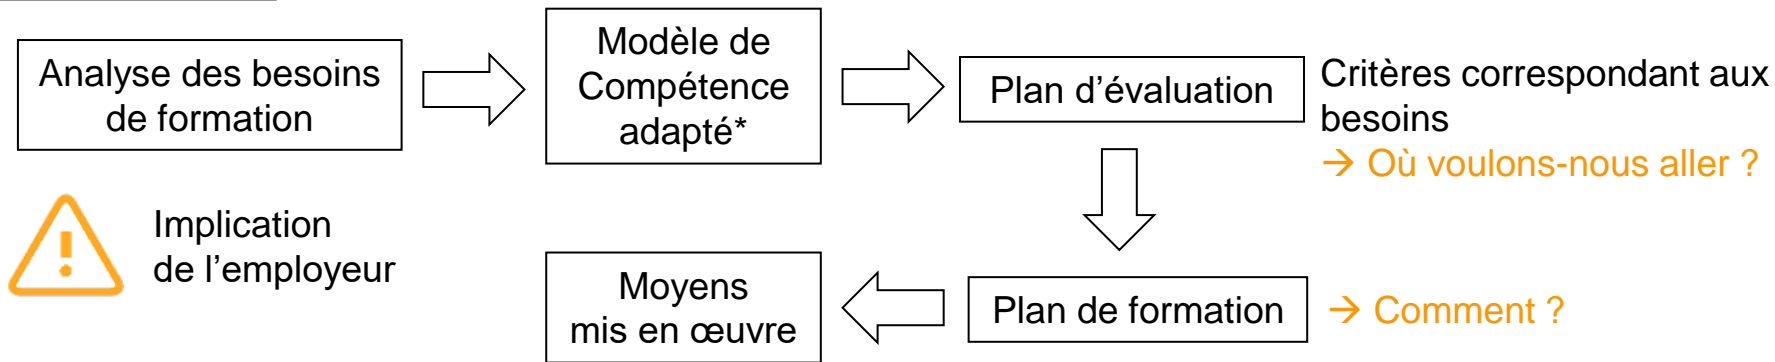 Analyse des besoins
de formation
Modèle de
Compétence
adapté*
Plan d’évaluation
Critères correspondant aux
besoins
→ Où voulons-nous aller ?
Implication
de l’employeur
Moyens
mis en œuvre
Plan de formation
→ Comment ?